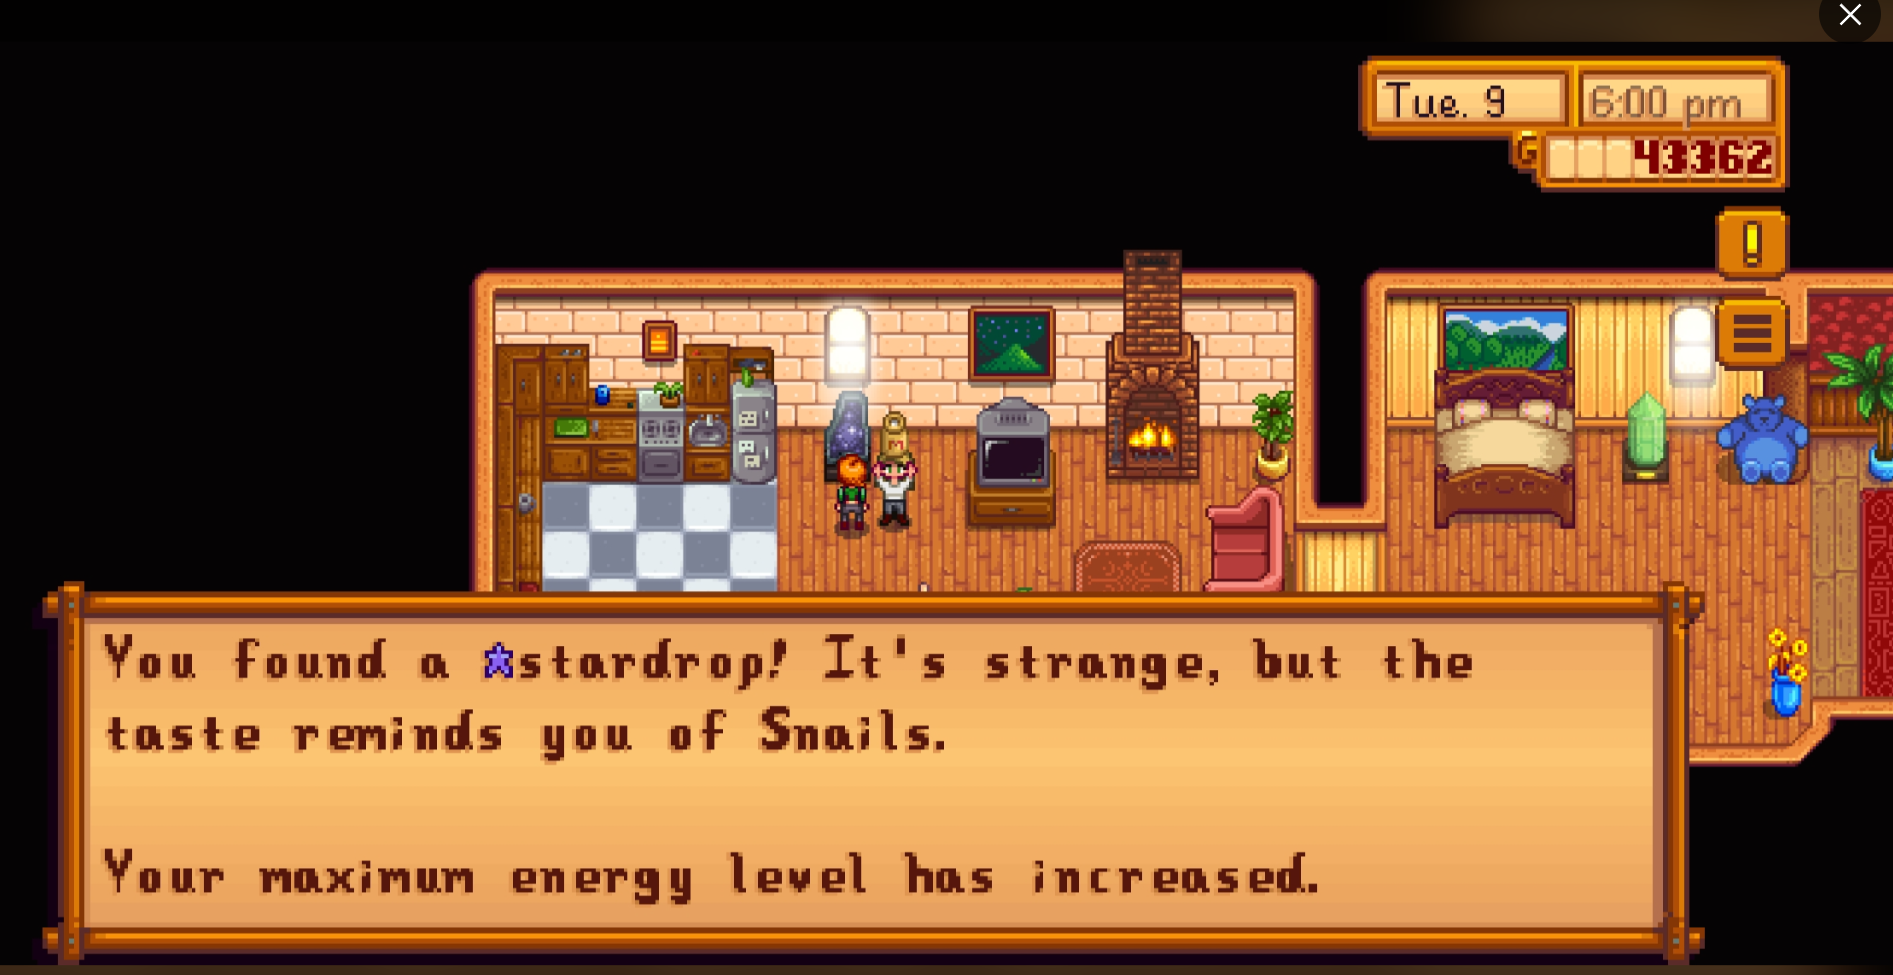 Tue. 9
6:00 pm
43362
You found a stardrop! It's strange, but the
taste reminds you of Snails.
Your maximum energy level has increased.